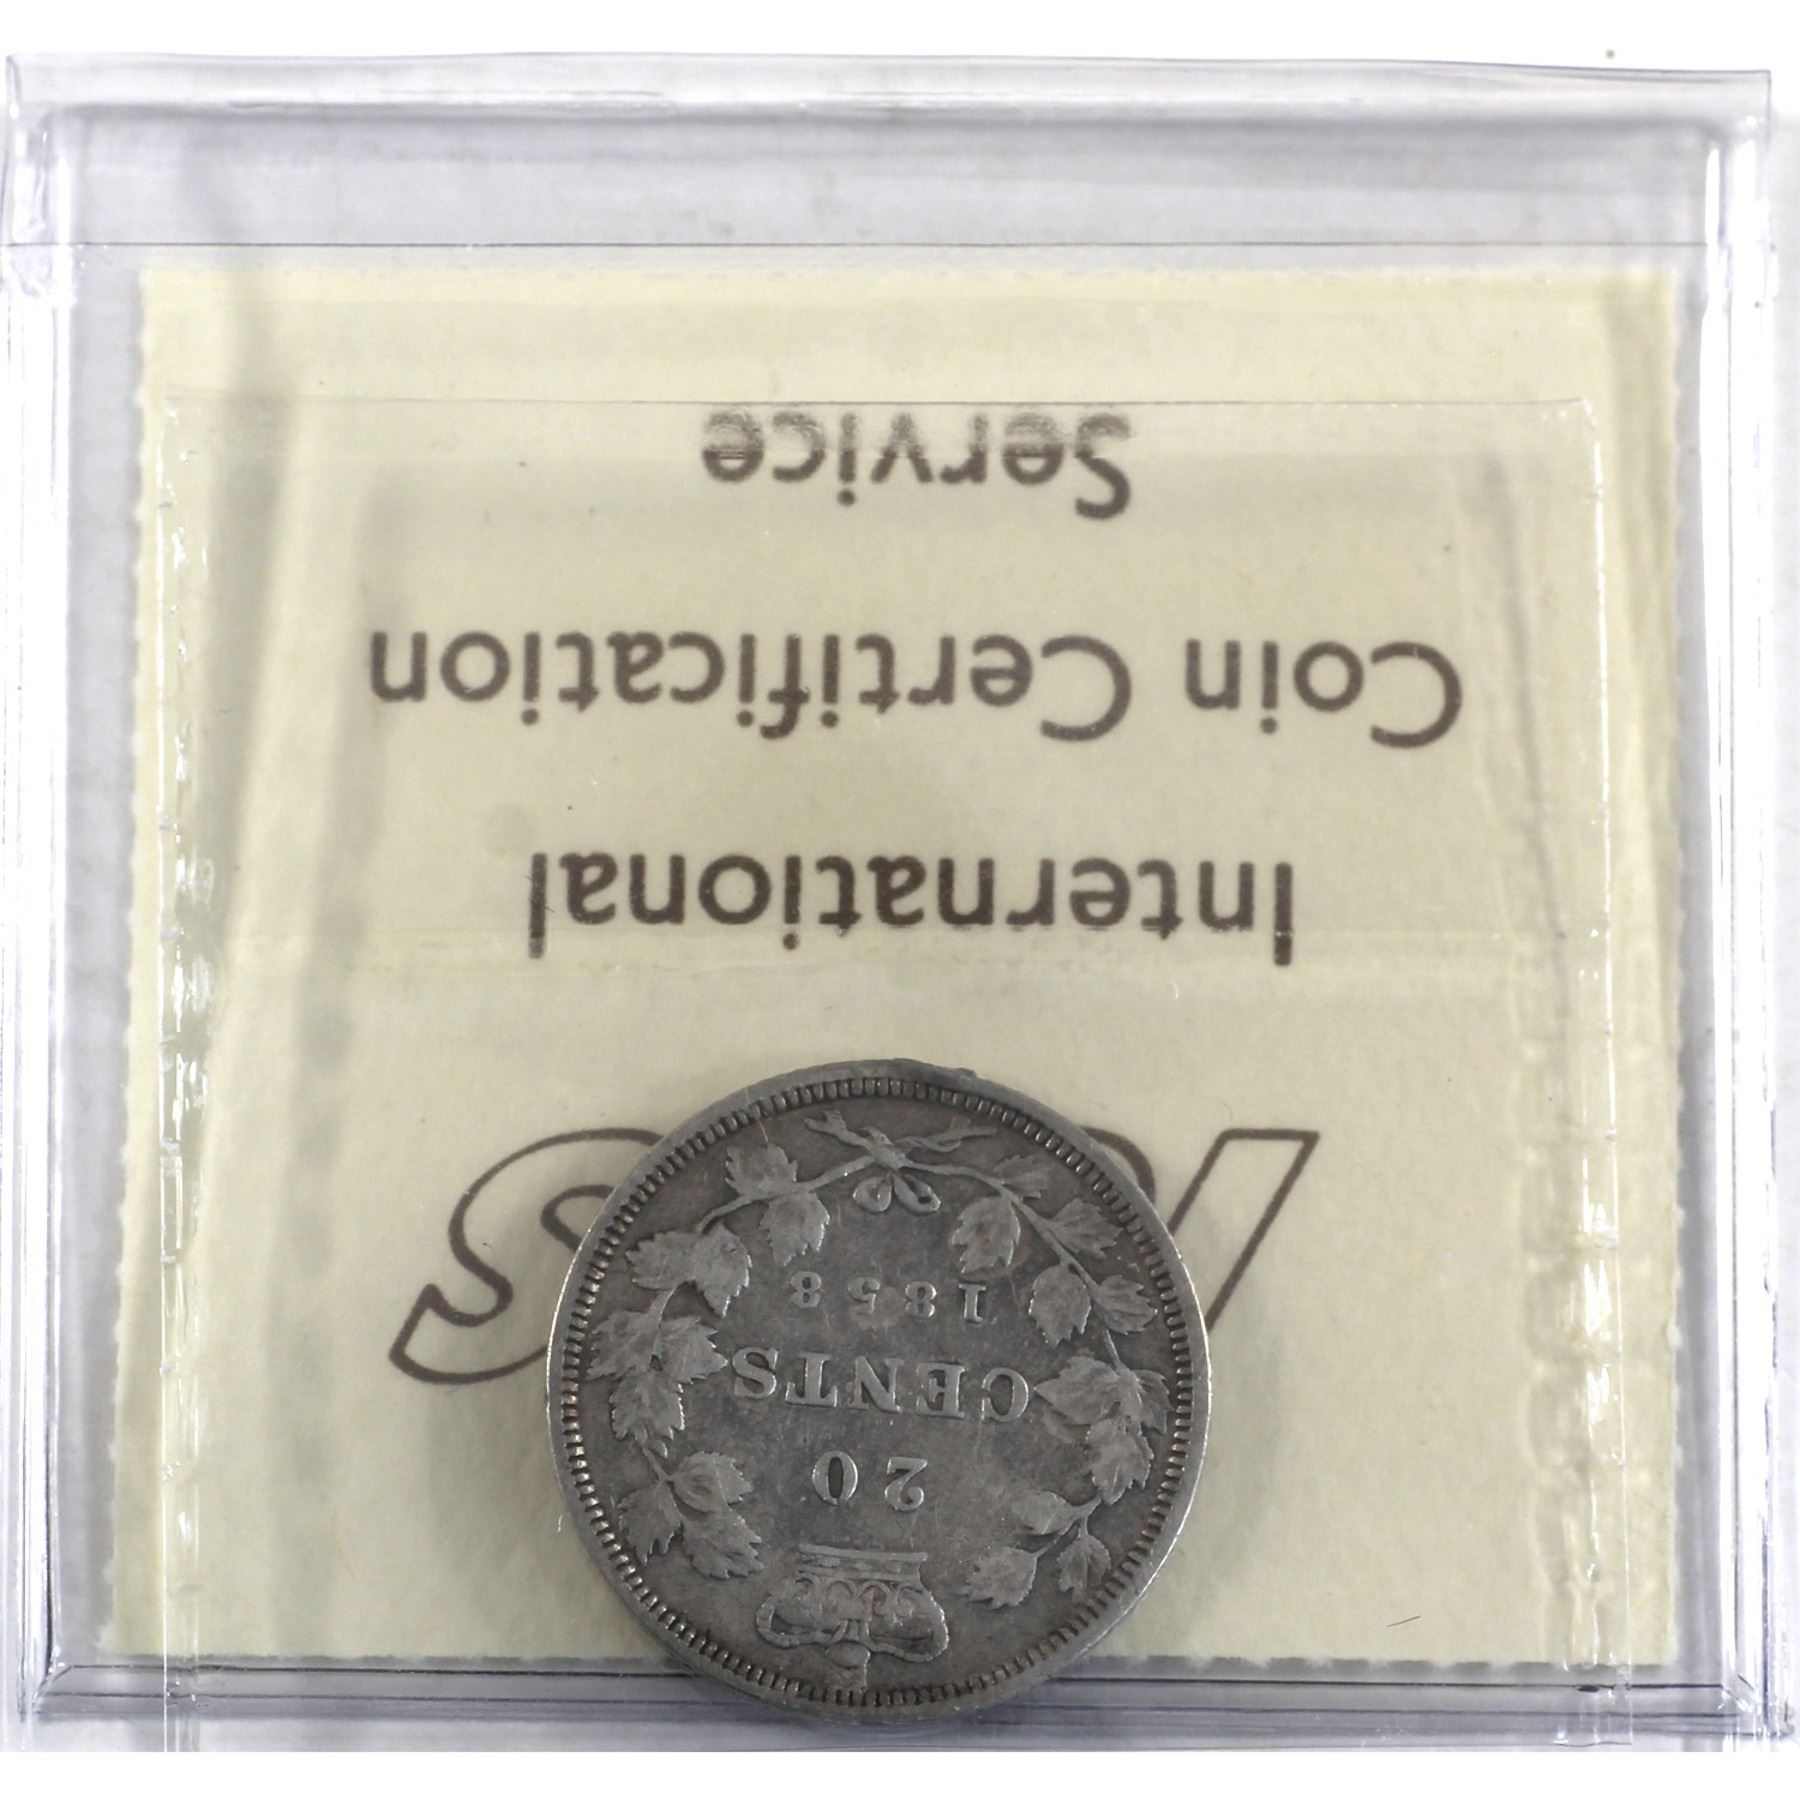 International
Coin Certification
Service
20
CENTS
1858